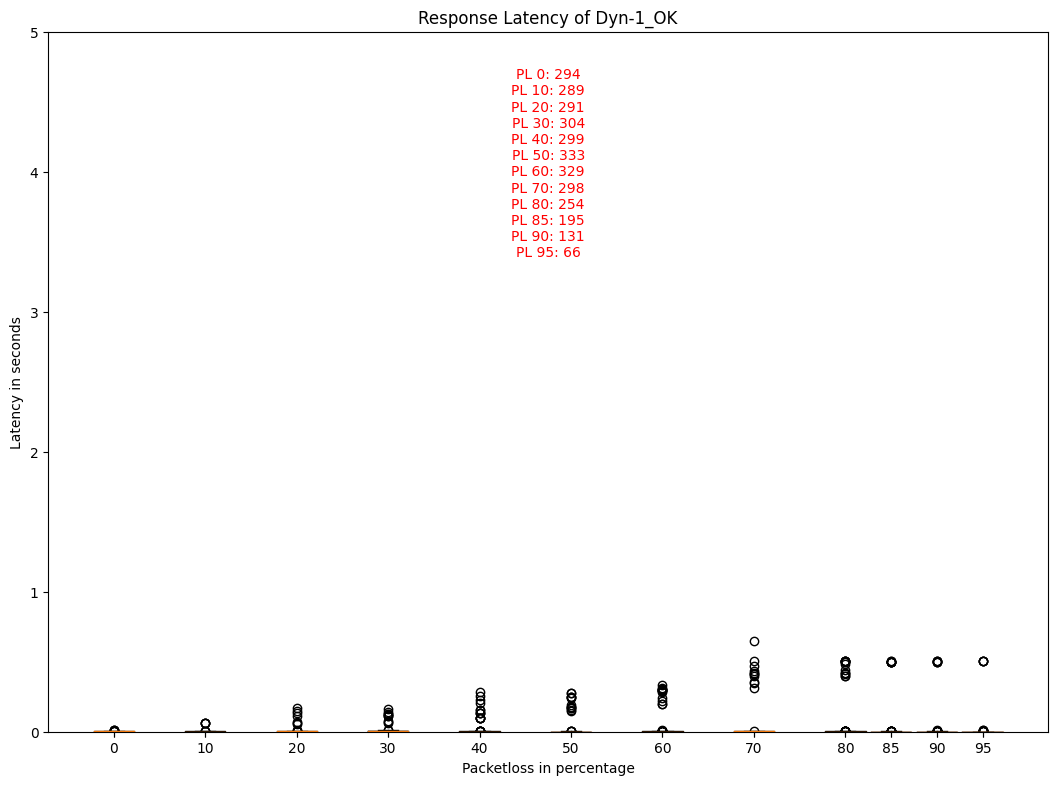 Response Latency of Dyn-1_OK
5
PL 0: 294
PL 10: 289
PL 20: 291
PL 30: 304
PL 40: 299
PL 50: 333
PL 60: 329
PL 70: 298
PL 80: 254
PL 85: 195
PL 90: 131
PL 95: 66
4
3
Latency in seconds
2
1
0
0 10 20 30 40 50 60 70 80 85 90 95
Packetloss in percentage